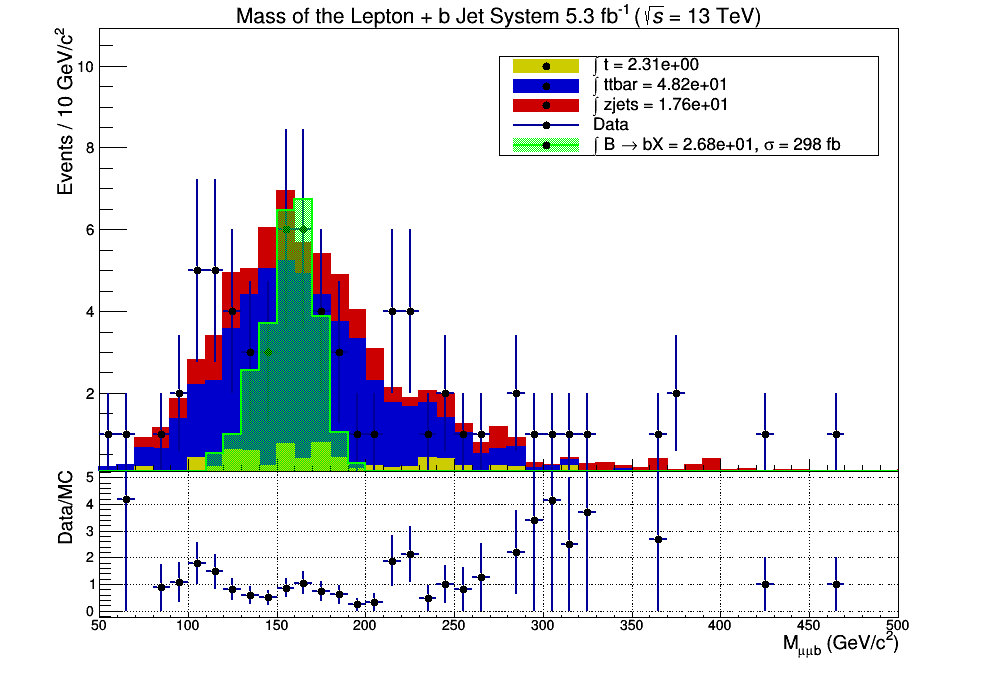 Mass of the Lepton + b Jet System 5.3 fb⁻¹ (√s = 13 TeV)
Events / 10 GeV/c²
10
8
6
4
2
∫ t = 2.31e+00
∫ ttbar = 4.82e+01
∫ zjets = 1.76e+01
Data
∫ B → bX = 2.68e+01, σ = 298 fb
Data/MC
5
4
3
2
1
0
50 100 150 200 250 300 350 400 450 500
M_μμb (GeV/c²)